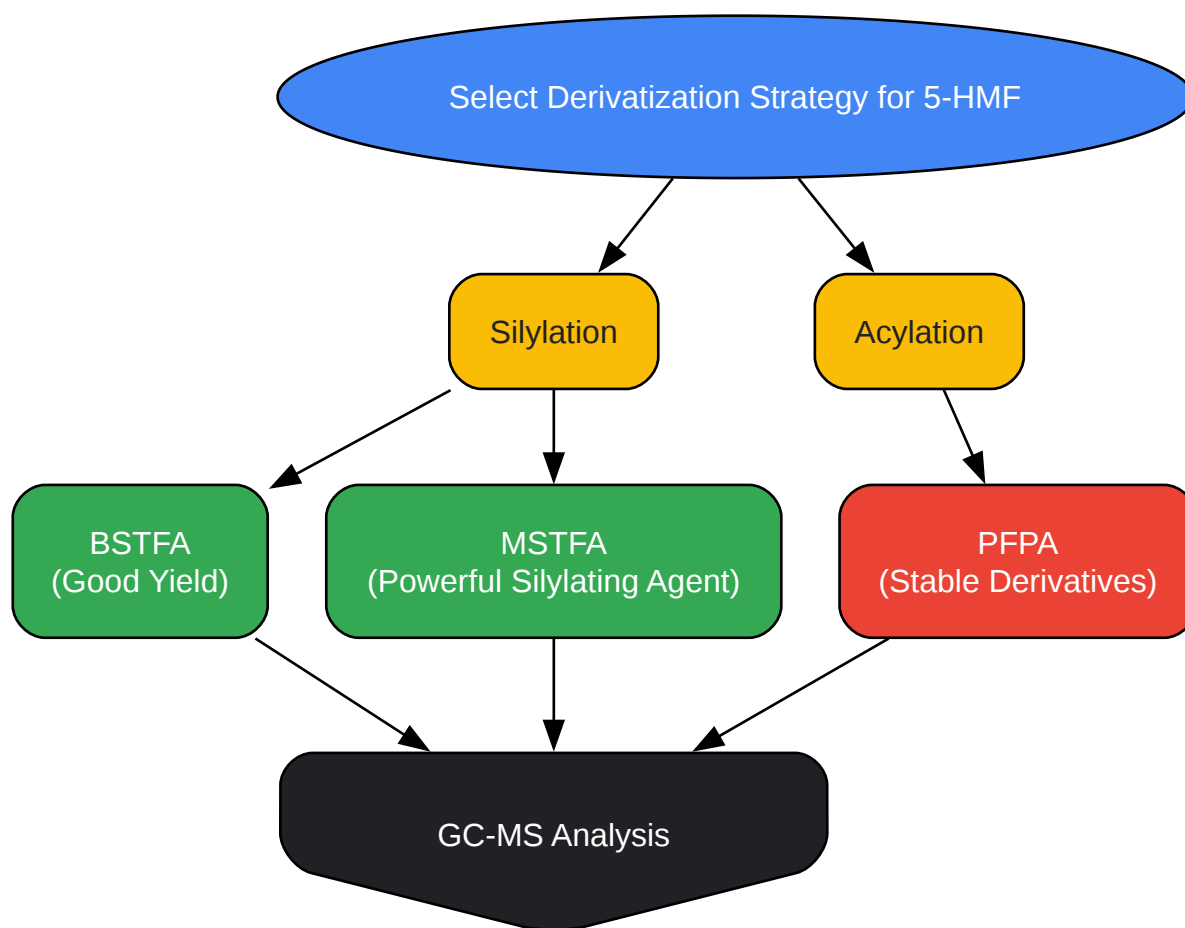 Select Derivatization Strategy for 5-HMF
Silylation
Acylation
BSTFA
(Good Yield)
MSTFA
(Powerful Silylating Agent)
PFPA
(Stable Derivatives)
GC-MS Analysis